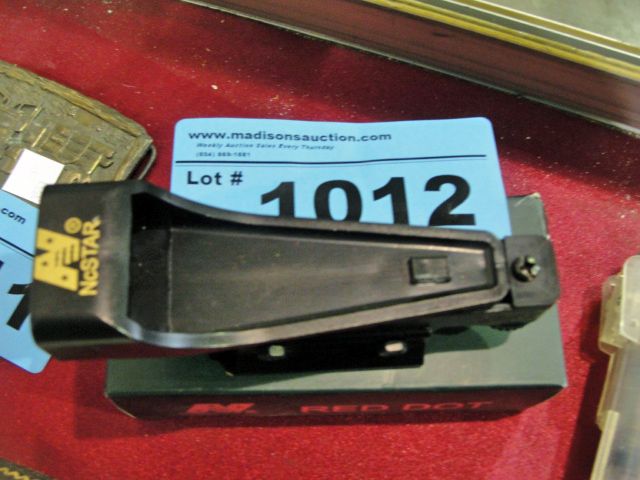 www.madisonsauction.com
Weekly Auction Sales Every Thursday
Lot #
1012
NcSTAR®
RED DOT
.com